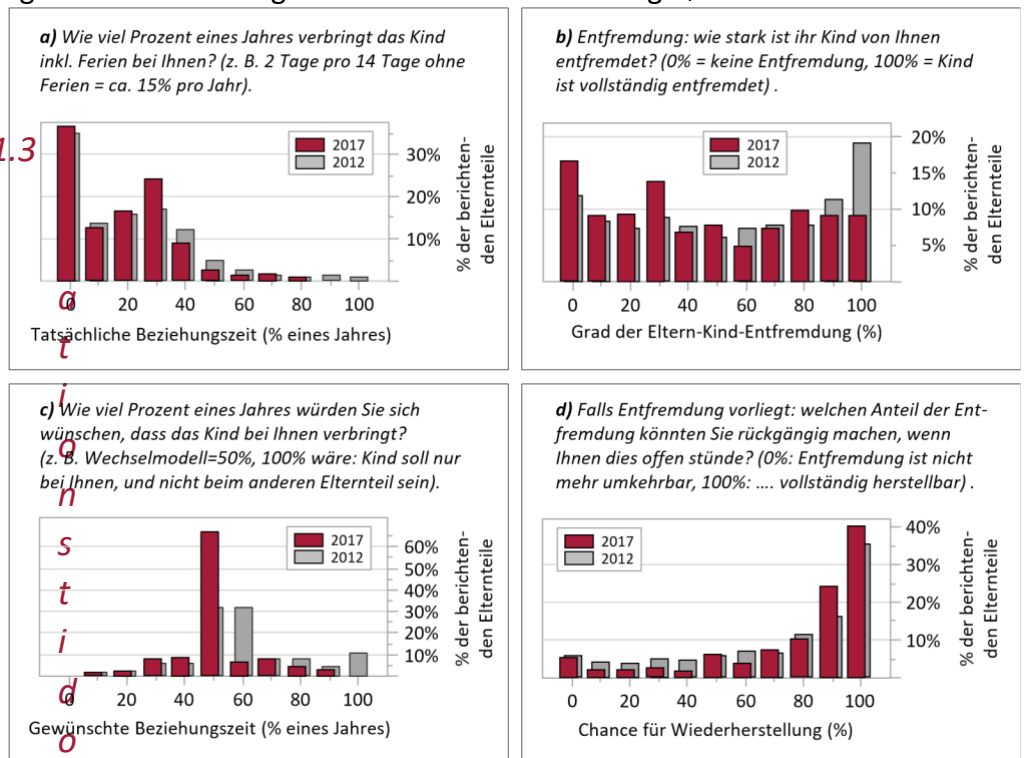 a) Wie viel Prozent eines Jahres verbringt das Kind
inkl. Ferien bei Ihnen? (z. B. 2 Tage pro 14 Tage ohne
Ferien = ca. 15% pro Jahr).
1.3
2017
2012
30%
20%
10%
% der berichten-
den Elternteile
0 20 40 60 80 100
Tatsächliche Beziehungszeit (% eines Jahres)
b) Entfremdung: wie stark ist ihr Kind von Ihnen
entfremdet? (0% = keine Entfremdung, 100% = Kind
ist vollständig entfremdet) .
2017
2012
20%
15%
10%
5%
% der berichten-
den Elternteile
0 20 40 60 80 100
Grad der Eltern-Kind-Entfremdung (%)
c) Wie viel Prozent eines Jahres würden Sie sich
wünschen, dass das Kind bei Ihnen verbringt?
(z. B. Wechselmodell=50%, 100% wäre: Kind soll nur
bei Ihnen, und nicht beim anderen Elternteil sein).
2017
2012
60%
50%
40%
30%
20%
10%
% der berichten-
den Elternteile
0 20 40 60 80 100
Gewünschte Beziehungszeit (% eines Jahres)
d) Falls Entfremdung vorliegt: welchen Anteil der Ent-
fremdung könnten Sie rückgängig machen, wenn
Ihnen dies offen stünde? (0%: Entfremdung ist nicht
mehr umkehrbar, 100%: .... vollständig herstellbar) .
2017
2012
40%
30%
20%
10%
% der berichten-
den Elternteile
0 20 40 60 80 100
Chance für Wiederherstellung (%)
a
t
i
o
n
s
t
i
d
o